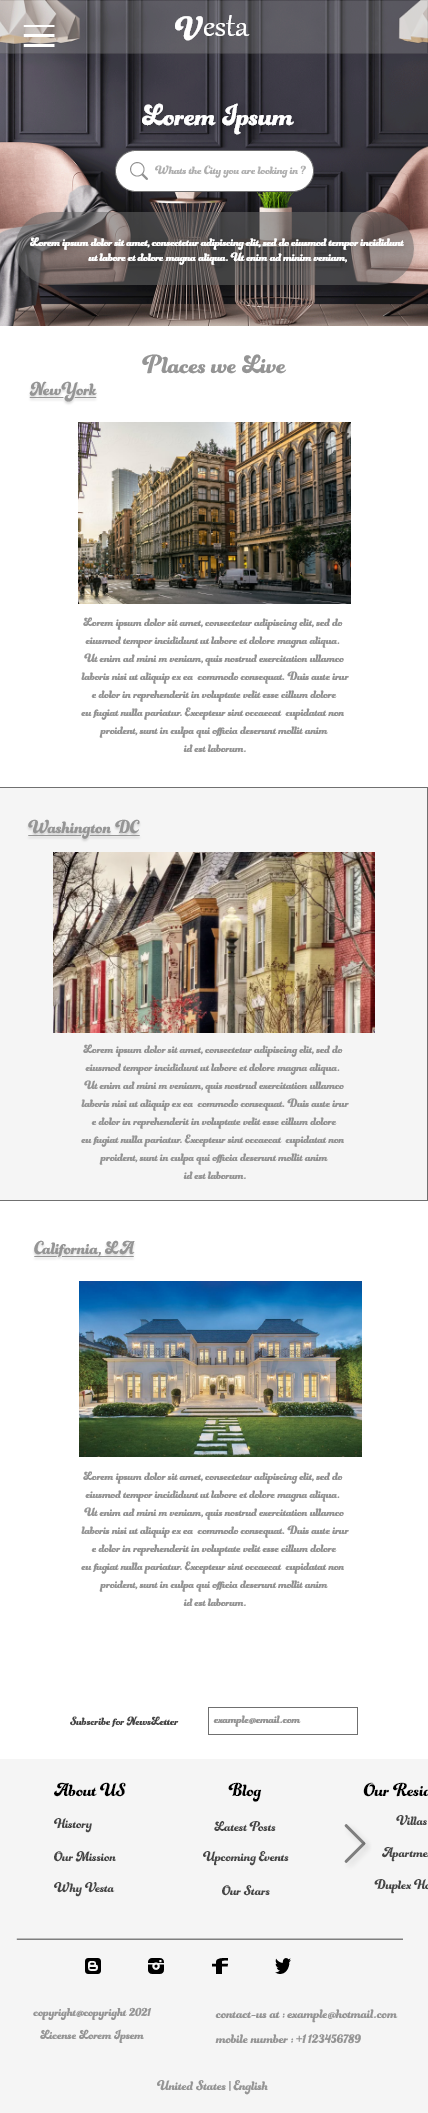 Vesta
Lorem Ipsum
Whats the City you are looking in ?
Lorem ipsum dolor sit amet, consectetur adipiscing elit, sed do eiusmod tempor incididunt
ut labore et dolore magna aliqua. Ut enim ad minim veniam,
Places we Live
NewYork
Lorem ipsum dolor sit amet, consectetur adipiscing elit, sed do
eiusmod tempor incididunt ut labore et dolore magna aliqua.
Ut enim ad mini m veniam, quis nostrud exercitation ullamco
laboris nisi ut aliquip ex ea commodo consequat. Duis aute irur
e dolor in reprehenderit in voluptate velit esse cillum dolore
eu fugiat nulla pariatur. Excepteur sint occaecat cupidatat non
proident, sunt in culpa qui officia deserunt mollit anim
id est laborum.
Washington DC
Lorem ipsum dolor sit amet, consectetur adipiscing elit, sed do
eiusmod tempor incididunt ut labore et dolore magna aliqua.
Ut enim ad mini m veniam, quis nostrud exercitation ullamco
laboris nisi ut aliquip ex ea commodo consequat. Duis aute irur
e dolor in reprehenderit in voluptate velit esse cillum dolore
eu fugiat nulla pariatur. Excepteur sint occaecat cupidatat non
proident, sunt in culpa qui officia deserunt mollit anim
id est laborum.
California, LA
Lorem ipsum dolor sit amet, consectetur adipiscing elit, sed do
eiusmod tempor incididunt ut labore et dolore magna aliqua.
Ut enim ad mini m veniam, quis nostrud exercitation ullamco
laboris nisi ut aliquip ex ea commodo consequat. Duis aute irur
e dolor in reprehenderit in voluptate velit esse cillum dolore
eu fugiat nulla pariatur. Excepteur sint occaecat cupidatat non
proident, sunt in culpa qui officia deserunt mollit anim
id est laborum.
Subscribe for NewsLetter
example@email.com
About US
History
Our Mission
Why Vesta
Blog
Latest Posts
Upcoming Events
Our Stars
Our Resid
Villas
Apartme
Duplex Ho
copyright@copyright 2021
License Lorem Ipsem
contact-us at : example@hotmail.com
mobile number : +1 123456789
United States | English